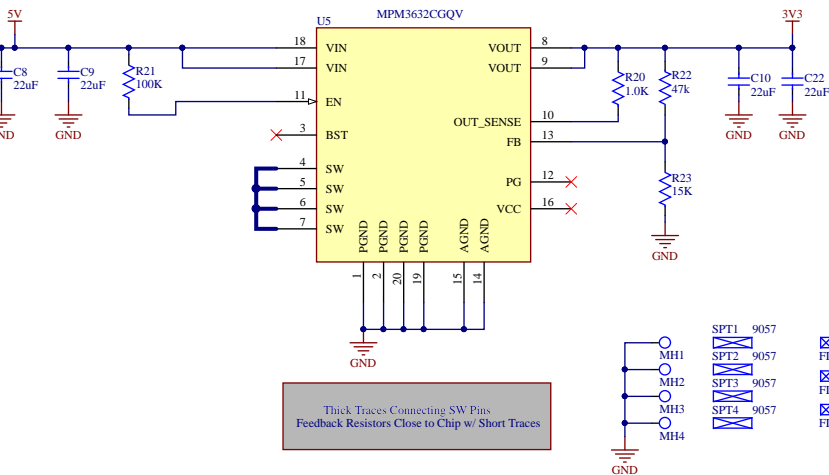 5V
MPM3632CGQV
3V3
U5
18 VIN
VOUT 8
17 VIN
VOUT 9
C8
22uF
C9
22uF
R21
100K
R20
1.0K
R22
47k
C10
22uF
C22
22uF
11 EN
OUT_SENSE 10
3 BST
FB 13
GND
GND
GND
4 SW
5 SW
6 SW
7 SW
PG 12
VCC 16
R23
15K
GND
PGND
PGND
PGND
PGND
AGND
AGND
1
2
20
19
15
14
GND
MH1
MH2
MH3
MH4
GND
SPT1 9057
SPT2 9057
SPT3 9057
SPT4 9057
Thick Traces Connecting SW Pins
Feedback Resistors Close to Chip w/ Short Traces